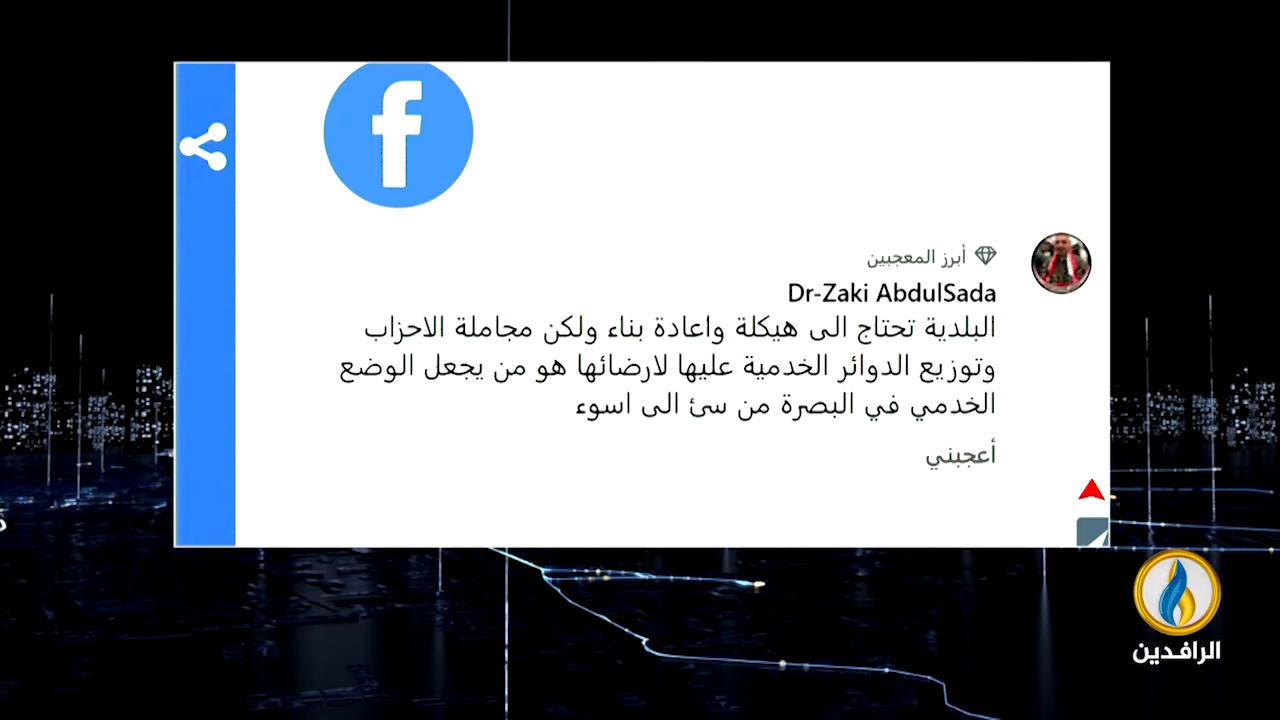 أبرز المعجبين
Dr-Zaki AbdulSada
البلدية تحتاج الى هيكلة واعادة بناء ولكن مجاملة الاحزاب
وتوزيع الدوائر الخدمية عليها لارضائها هو من يجعل الوضع
الخدمي في البصرة من سئ الى اسوء
أعجبني
الرافدين